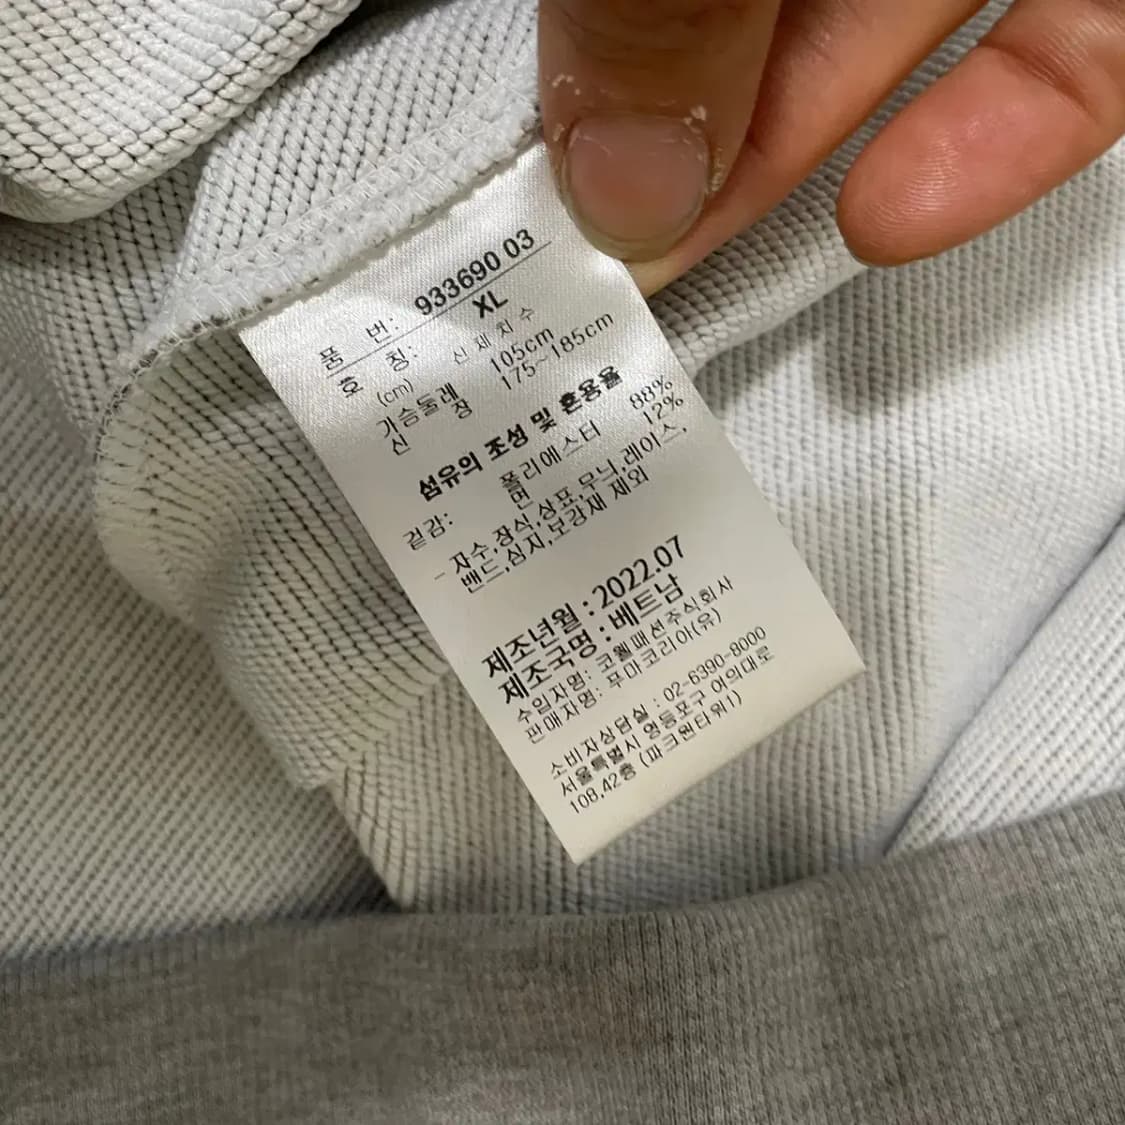 품 번: 933690 03
호 칭: XL
(cm) 신체치수
가슴둘레 105cm
신 장 175~185cm
섬유의 조성 및 혼용율
겉감: 폴리에스터 88%
면 12%
- 자수,장식,상표,무늬,레이스,
밴드,심지,보강재 제외
제조년월 : 2022.07
제조국명 : 베트남
수입자명: 코웰패션주식회사
판매자명: 푸마코리아(유)
소비자상담실 : 02-6390-8000
서울특별시 영등포구 여의대로
108,42층 (파크원타워1)